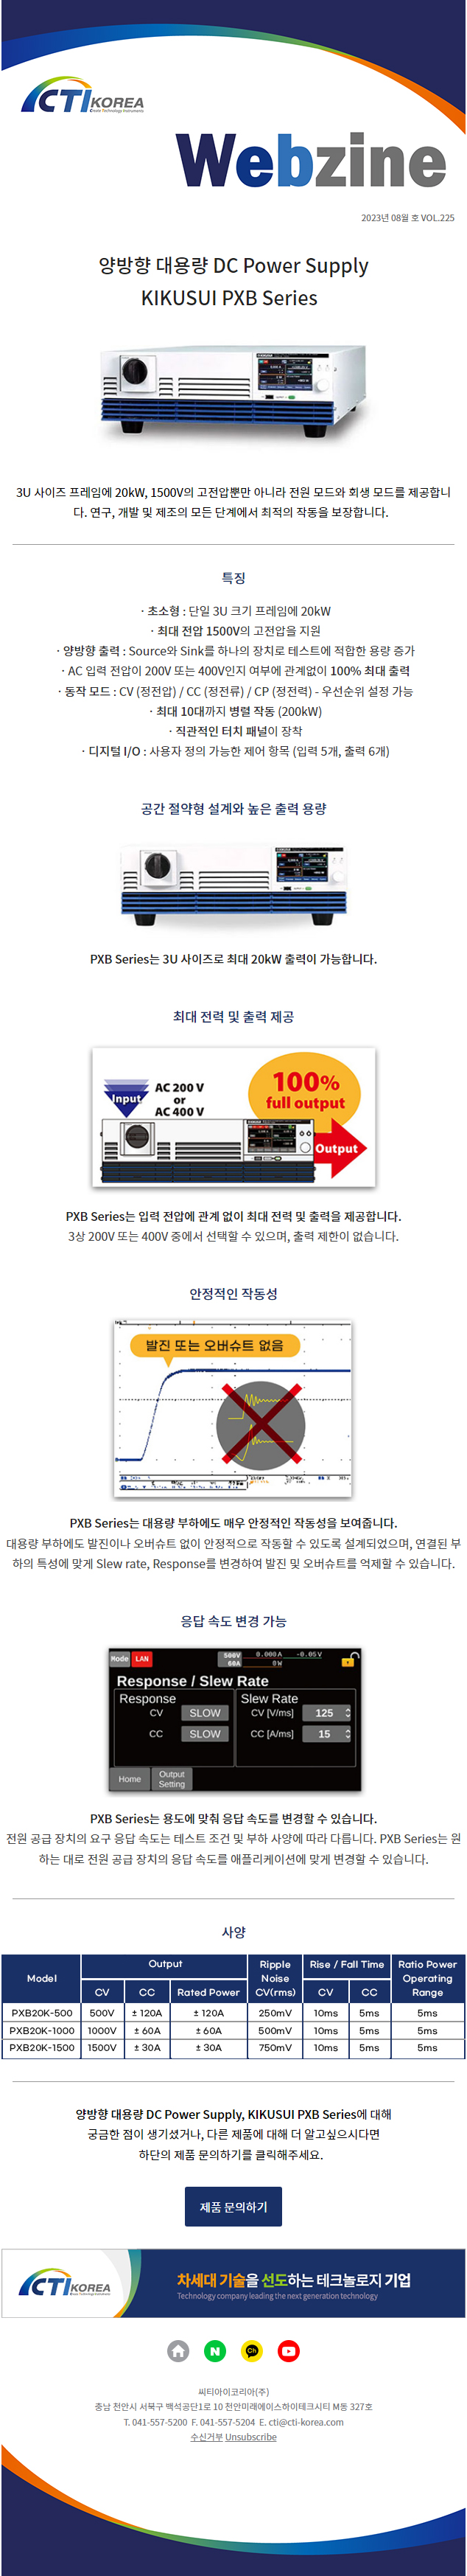 CTI KOREA
Create Technology Instruments
Webzine
2023년 08월 호 VOL.225
양방향 대용량 DC Power Supply
KIKUSUI PXB Series
3U 사이즈 프레임에 20kW, 1500V의 고전압뿐만 아니라 전원 모드와 회생 모드를 제공합니
다. 연구, 개발 및 제조의 모든 단계에서 최적의 작동을 보장합니다.
특징
· 초소형 : 단일 3U 크기 프레임에 20kW
· 최대 전압 1500V의 고전압을 지원
· 양방향 출력 : Source와 Sink를 하나의 장치로 테스트에 적합한 용량 증가
· AC 입력 전압이 200V 또는 400V인지 여부에 관계없이 100% 최대 출력
· 동작 모드 : CV (정전압) / CC (정전류) / CP (정전력) - 우선순위 설정 가능
· 최대 10대까지 병렬 작동 (200kW)
· 직관적인 터치 패널이 장착
· 디지털 I/O : 사용자 정의 가능한 제어 항목 (입력 5개, 출력 6개)
공간 절약형 설계와 높은 출력 용량
PXB Series는 3U 사이즈로 최대 20kW 출력이 가능합니다.
최대 전력 및 출력 제공
Input
AC 200 V
or
AC 400 V
100%
full output
Output
PXB Series는 입력 전압에 관계 없이 최대 전력 및 출력을 제공합니다.
3상 200V 또는 400V 중에서 선택할 수 있으며, 출력 제한이 없습니다.
안정적인 작동성
발진 또는 오버슈트 없음
PXB Series는 대용량 부하에도 매우 안정적인 작동성을 보여줍니다.
대용량 부하에도 발진이나 오버슈트 없이 안정적으로 작동할 수 있도록 설계되었으며, 연결된 부
하의 특성에 맞게 Slew rate, Response를 변경하여 발진 및 오버슈트를 억제할 수 있습니다.
응답 속도 변경 가능
Mode LAN 500V 0.000A -0.05V
60A 0W
Response / Slew Rate
Response Slew Rate
CV SLOW CV [V/ms] 125
CC SLOW CC [A/ms] 15
Home Output Setting
PXB Series는 용도에 맞춰 응답 속도를 변경할 수 있습니다.
전원 공급 장치의 요구 응답 속도는 테스트 조건 및 부하 사양에 따라 다릅니다. PXB Series는 원
하는 대로 전원 공급 장치의 응답 속도를 애플리케이션에 맞게 변경할 수 있습니다.
사양
Model Output Ripple Noise CV(rms) Rise / Fall Time Ratio Power Operating Range
CV CC Rated Power CV CC
PXB20K-500 500V ± 120A ± 120A 250mV 10ms 5ms 5ms
PXB20K-1000 1000V ± 60A ± 60A 500mV 10ms 5ms 5ms
PXB20K-1500 1500V ± 30A ± 30A 750mV 10ms 5ms 5ms
양방향 대용량 DC Power Supply, KIKUSUI PXB Series에 대해
궁금한 점이 생기셨거나, 다른 제품에 대해 더 알고싶으시다면
하단의 제품 문의하기를 클릭해주세요.
제품 문의하기
CTI KOREA
Create Technology Instruments
차세대 기술을 선도하는 테크놀로지 기업
Technology company leading the next generation technology
N
Ch
씨티아이코리아(주)
충남 천안시 서북구 백석공단1로 10 천안미래에이스하이테크시티 M동 327호
T. 041-557-5200 F. 041-557-5204 E. cti@cti-korea.com
수신거부 Unsubscribe